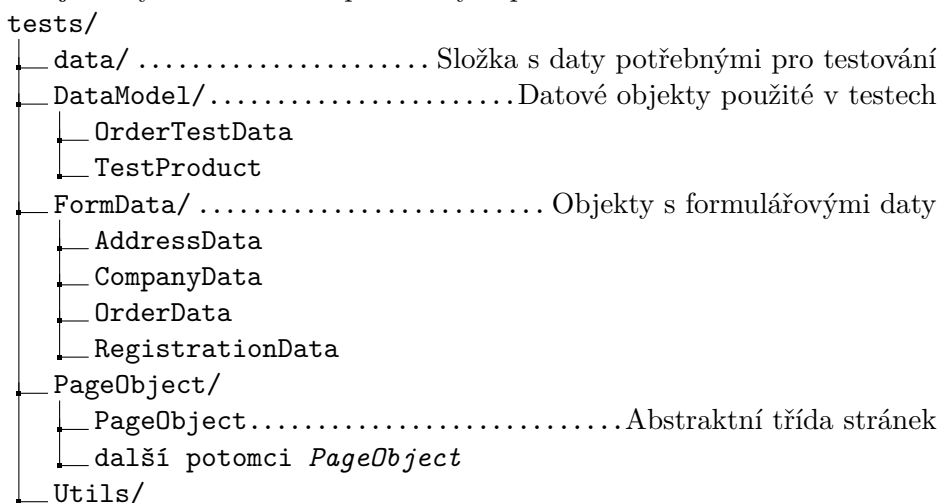 tests/
data/ ...................... Složka s daty potřebnými pro testování
DataModel/.......................Datové objekty použité v testech
OrderTestData
TestProduct
FormData/ .......................... Objekty s formulářovými daty
AddressData
CompanyData
OrderData
RegistrationData
PageObject/
PageObject............................Abstraktní třída stránek
další potomci PageObject
Utils/